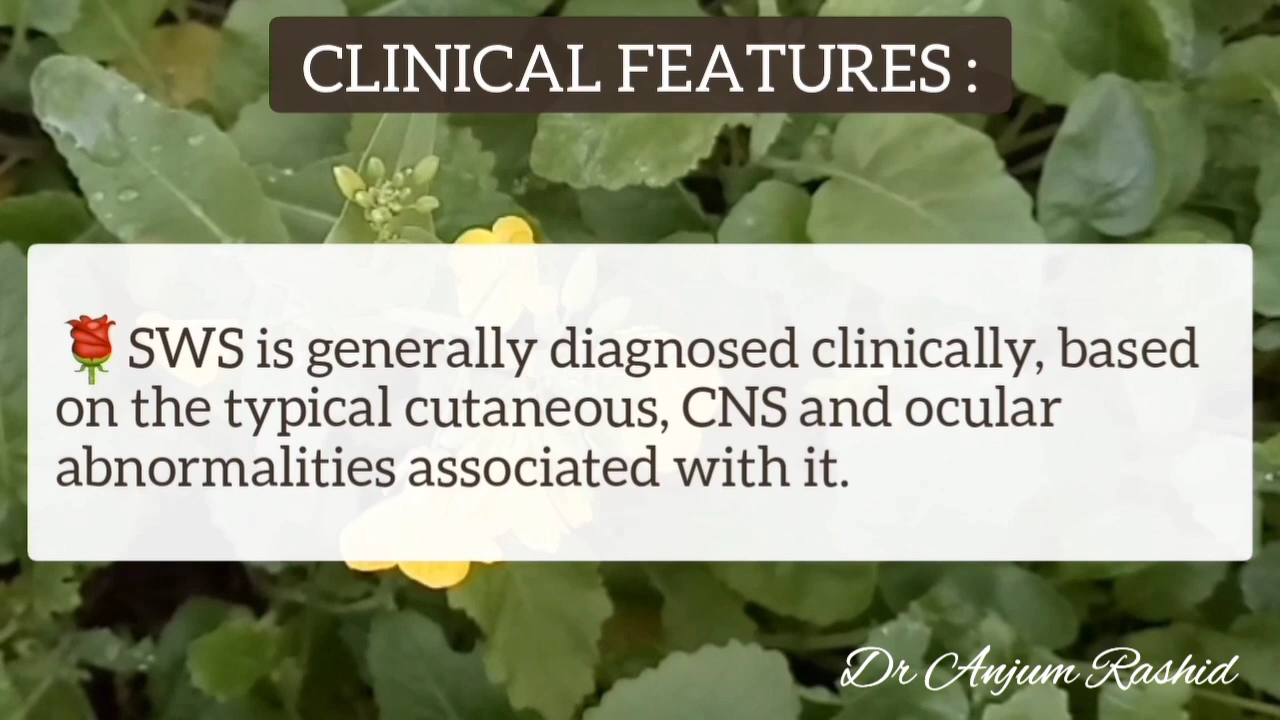 CLINICAL FEATURES :
🌹SWS is generally diagnosed clinically, based
on the typical cutaneous, CNS and ocular
abnormalities associated with it.
Dr Anjum Rashid